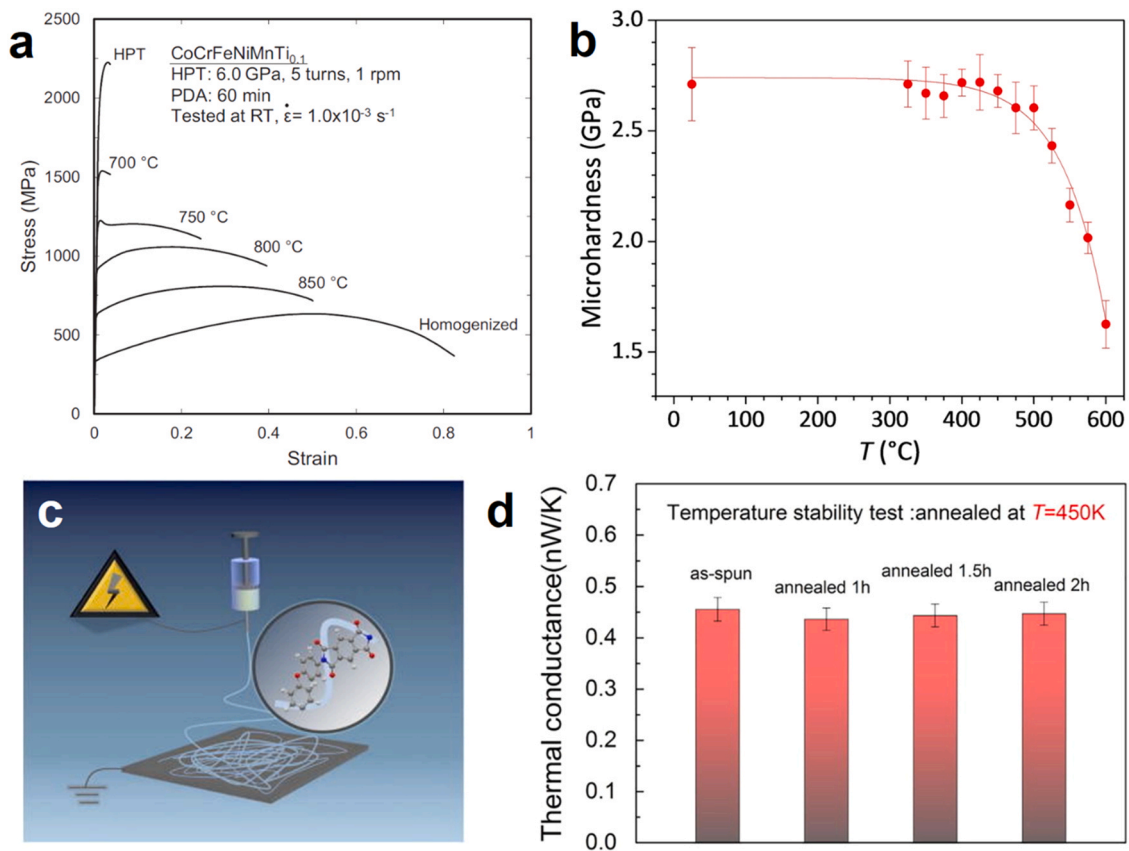 a
2500
2000
1500
1000
500
0
Stress (MPa)
HPT
CoCrFeNiMnTi0.1
HPT: 6.0 GPa, 5 turns, 1 rpm
PDA: 60 min
Tested at RT, ε̇= 1.0x10⁻³ s⁻¹
700 °C
750 °C
800 °C
850 °C
Homogenized
0 0.2 0.4 0.6 0.8 1
Strain
b
3.0
2.5
2.0
1.5
Microhardness (GPa)
0 100 200 300 400 500 600
T (°C)
c
d
0.7
0.6
0.5
0.4
0.3
0.2
0.1
0.0
Thermal conductance(nW/K)
Temperature stability test :annealed at T=450K
as-spun
annealed 1h
annealed 1.5h
annealed 2h